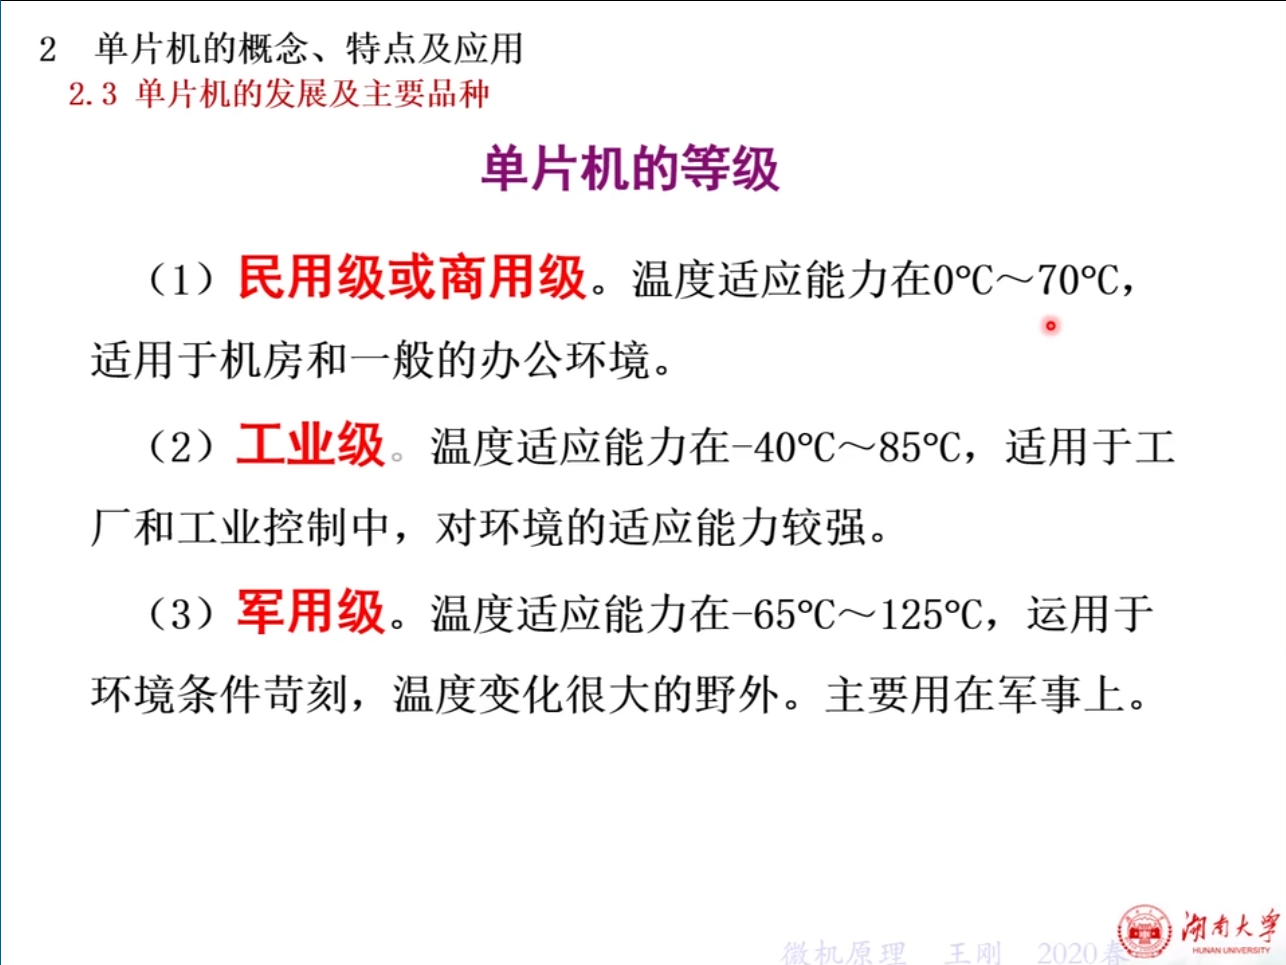 2 单片机的概念、特点及应用
2.3 单片机的发展及主要品种
单片机的等级
（1）民用级或商用级。温度适应能力在0℃～70℃，
适用于机房和一般的办公环境。
（2）工业级。温度适应能力在-40℃～85℃，适用于工
厂和工业控制中，对环境的适应能力较强。
（3）军用级。温度适应能力在-65℃～125℃，运用于
环境条件苛刻，温度变化很大的野外。主要用在军事上。
微机原理 王刚 2020春
湖南大学
HUNAN UNIVERSITY